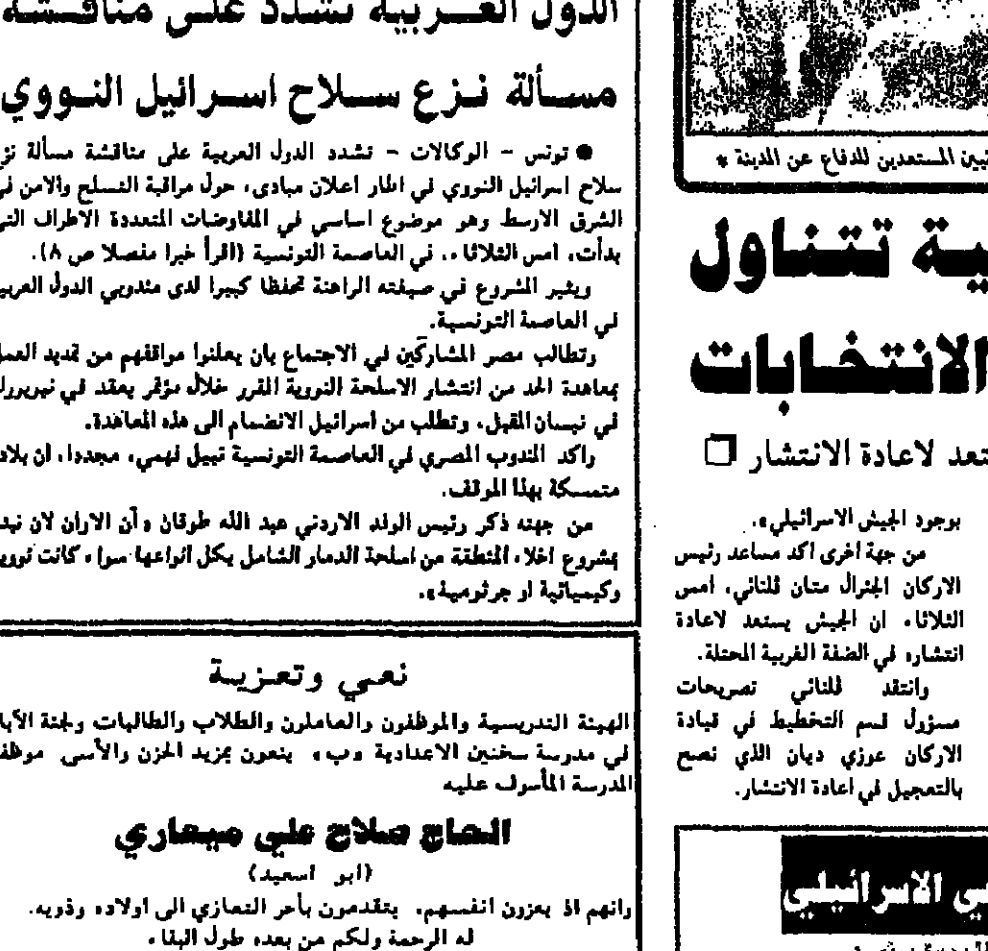 الدول العربية تشدد على مناقشة
مسألة نزع سلاح اسرائيل النووي
● تونس - الوكالات - تشدد الدول العربية على مناقشة مسألة نزع
سلاح اسرائيل النووي في اطار اعلان مبادىء حول مراقبة التسلح والامن في
الشرق الاوسط وهو موضوع اساسي في المفاوضات المتعددة الاطراف التي
بدأت، امس الثلاثاء، في العاصمة التونسية (اقرأ خبرا مفصلا ص ٨).
ويثير المشروع في صيغته الراهنة تحفظا كبيرا لدى مندوبي الدول العربية
في العاصمة التونسية.
وتطالب مصر المشاركين في الاجتماع بان يعلنوا مواقفهم من تمديد العمل
بمعاهدة الحد من انتشار الاسلحة النووية المقرر خلال مؤتمر يعقد في نيويورك
في نيسان المقبل، وتطلب من اسرائيل الانضمام الى هذه المعاهدة.
واكد المندوب المصري في العاصمة التونسية نبيل فهمي، مجددا، ان بلاده
متمسكة بهذا الموقف.
من جهته ذكر رئيس الوفد الاردني عبد الله طوقان «أن الاوان لان نبدأ
بمشروع اخلاء المنطقة من اسلحة الدمار الشامل بكل انواعها سواء كانت نووية
وكيميائية او جرثومية».
نعي وتعزية
الهيئة التدريسية والموظفون والعاملون والطلاب والطالبات ولجنة الآباء
في مدرسة سخنين الاعدادية «ب» ينعون بمزيد الحزن والأسى موظف
المدرسة المأسوف عليه
الحاج صلاح علي ميعاري
(ابو اسعيد)
وانهم اذ يعزون انفسهم، يتقدمون بأحر التعازي الى اولاده وذويه.
له الرحمة ولكم من بعده طول البقاء
المستعدين للدفاع عن المدينة *
ية تتناول
الانتخابات
تعد لاعادة الانتشار ❑
بوجود الجيش الاسرائيلي».
من جهة اخرى اكد مساعد رئيس
الاركان الجنرال متان ڤلنائي، امس
الثلاثاء، ان الجيش يستعد لاعادة
انتشاره في الضفة الغربية المحتلة.
وانتقد ڤلنائي تصريحات
مسؤول قسم التخطيط في قيادة
الاركان عوزي ديان الذي نصح
بالتعجيل في اعادة الانتشار.
ي الاسرائيلي